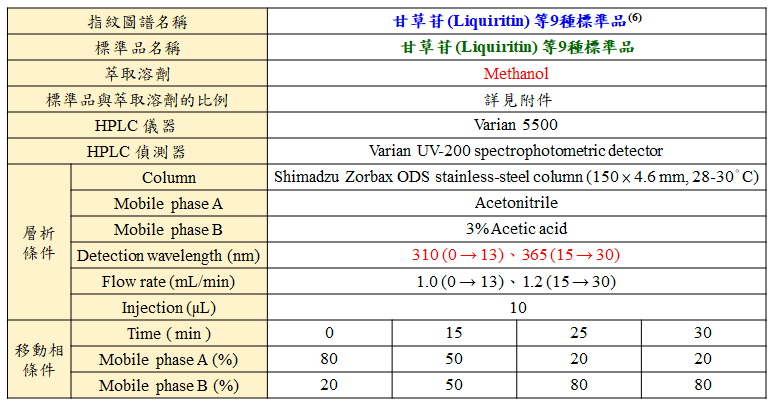 指紋圖譜名稱 甘草苷 (Liquiritin) 等9種標準品(6)
標準品名稱 甘草苷 (Liquiritin) 等9種標準品
萃取溶劑 Methanol
標準品與萃取溶劑的比例 詳見附件
HPLC 儀器 Varian 5500
HPLC 偵測器 Varian UV-200 spectrophotometric detector
層析條件 Column Shimadzu Zorbax ODS stainless-steel column (150 x 4.6 mm, 28-30°C)
Mobile phase A Acetonitrile
Mobile phase B 3% Acetic acid
Detection wavelength (nm) 310 (0→13)、365 (15→30)
Flow rate (mL/min) 1.0 (0→13)、1.2 (15→30)
Injection (μL) 10
移動相條件 Time ( min ) 0 15 25 30
Mobile phase A (%) 80 50 20 20
Mobile phase B (%) 20 50 80 80